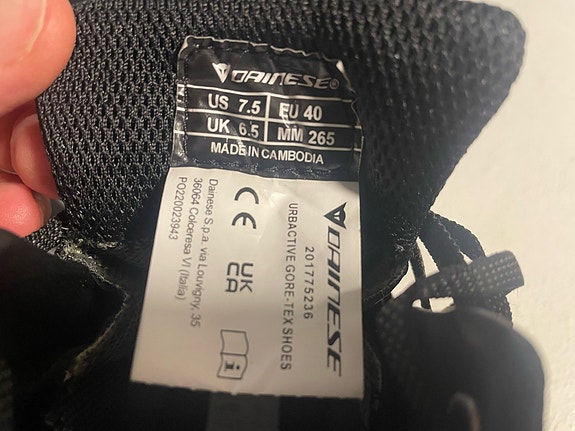 DAINESE®
US 7.5 EU 40
UK 6.5 MM 265
MADE IN CAMBODIA
DAINESE
201775236
URBACTIVE GORE-TEX SHOES
CE
UK
CA
i
Dainese S.p.a. via Louvigny, 35
36064 Colceresa VI (Italia)
PO220023943